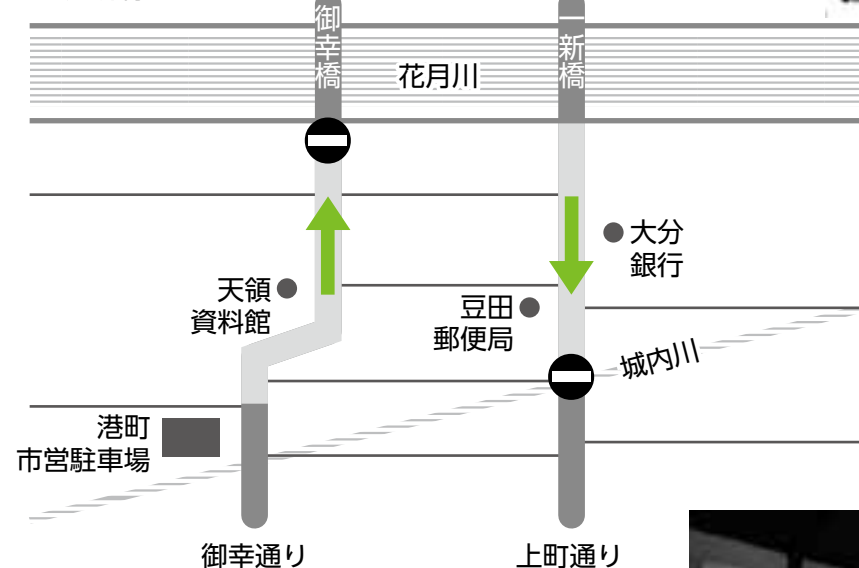 御幸橋
一新橋
花月川
大分
銀行
天領
資料館
豆田
郵便局
城内川
港町
市営駐車場
御幸通り
上町通り